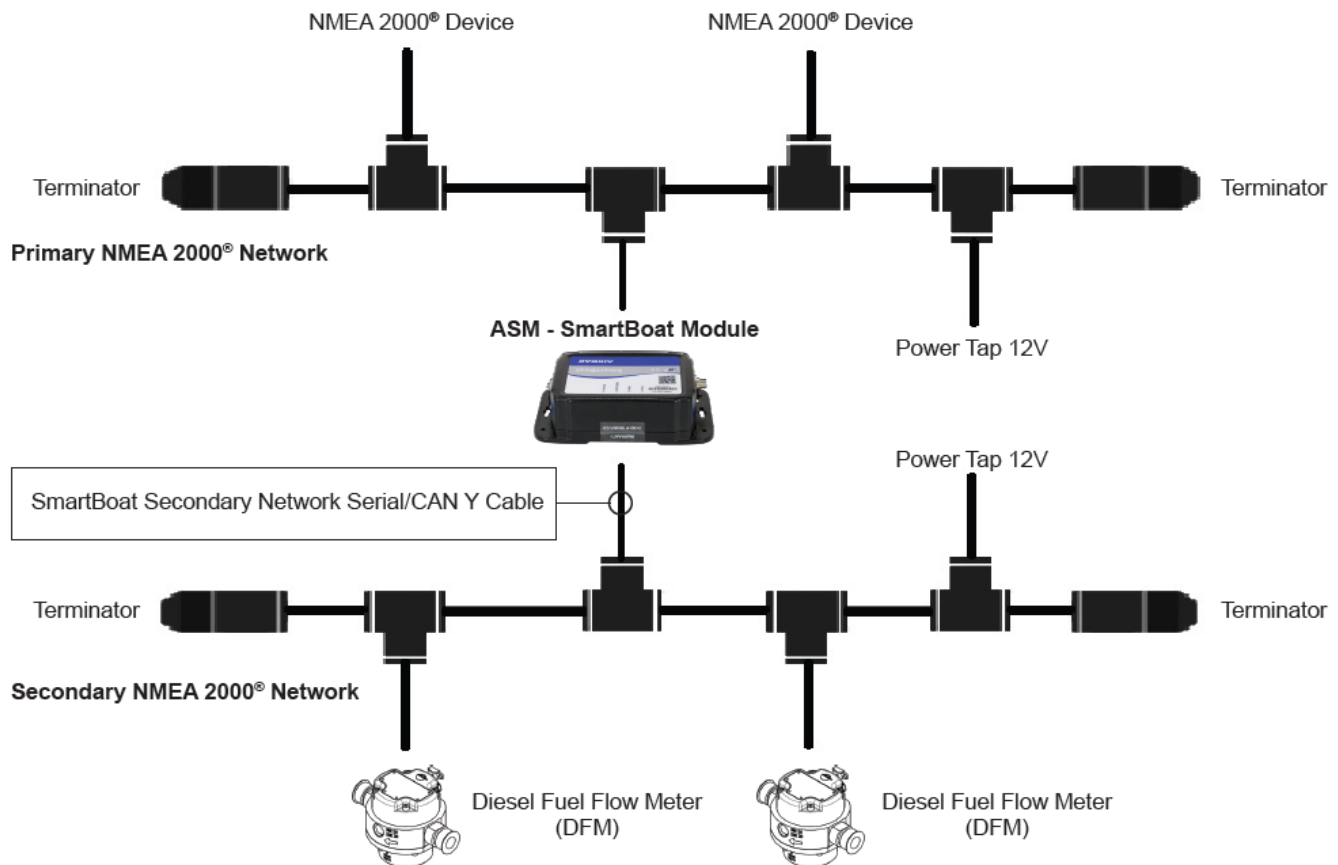 NMEA 2000® Device
NMEA 2000® Device
Terminator
Terminator
Primary NMEA 2000® Network
ASM - SmartBoat Module
Power Tap 12V
Power Tap 12V
SmartBoat Secondary Network Serial/CAN Y Cable
Terminator
Terminator
Secondary NMEA 2000® Network
Diesel Fuel Flow Meter
(DFM)
Diesel Fuel Flow Meter
(DFM)